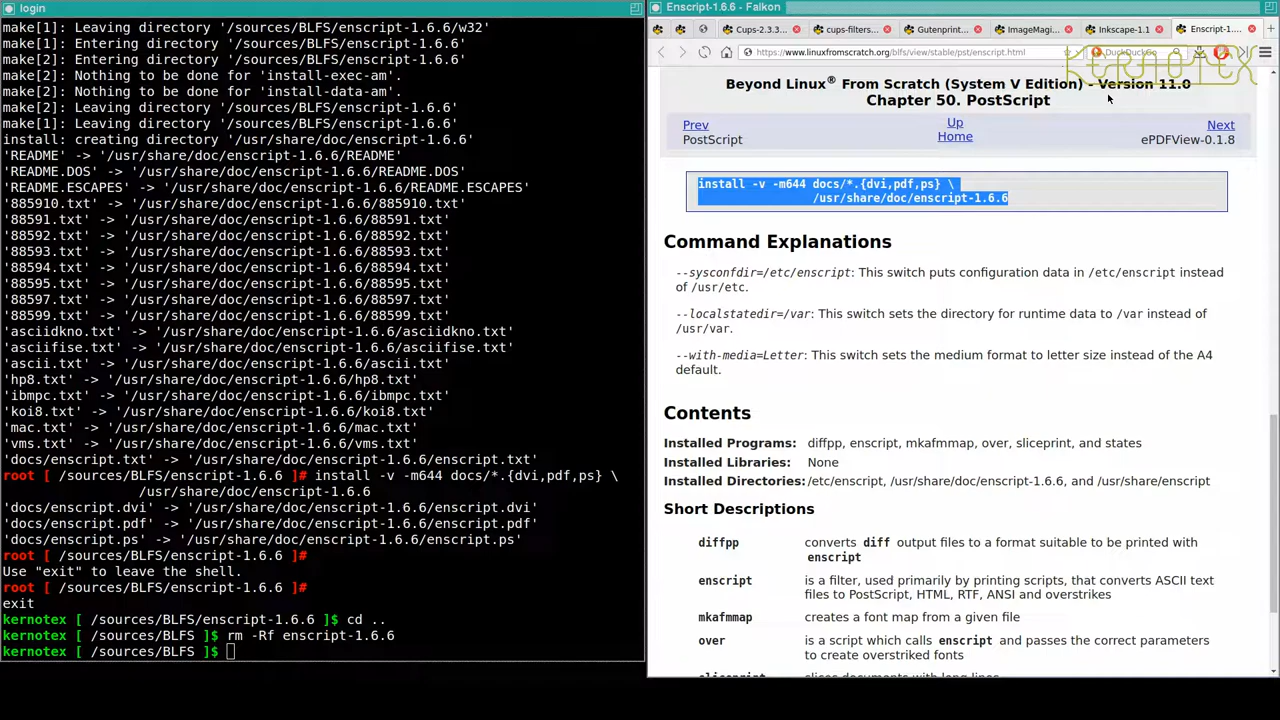 login
make[1]: Leaving directory '/sources/BLFS/enscript-1.6.6/w32'
make[1]: Entering directory '/sources/BLFS/enscript-1.6.6'
make[2]: Entering directory '/sources/BLFS/enscript-1.6.6'
make[2]: Nothing to be done for 'install-exec-am'.
make[2]: Nothing to be done for 'install-data-am'.
make[2]: Leaving directory '/sources/BLFS/enscript-1.6.6'
make[1]: Leaving directory '/sources/BLFS/enscript-1.6.6'
install: creating directory '/usr/share/doc/enscript-1.6.6'
'README' -> '/usr/share/doc/enscript-1.6.6/README'
'README.DOS' -> '/usr/share/doc/enscript-1.6.6/README.DOS'
'README.ESCAPES' -> '/usr/share/doc/enscript-1.6.6/README.ESCAPES'
'885910.txt' -> '/usr/share/doc/enscript-1.6.6/885910.txt'
'88591.txt' -> '/usr/share/doc/enscript-1.6.6/88591.txt'
'88592.txt' -> '/usr/share/doc/enscript-1.6.6/88592.txt'
'88593.txt' -> '/usr/share/doc/enscript-1.6.6/88593.txt'
'88594.txt' -> '/usr/share/doc/enscript-1.6.6/88594.txt'
'88595.txt' -> '/usr/share/doc/enscript-1.6.6/88595.txt'
'88597.txt' -> '/usr/share/doc/enscript-1.6.6/88597.txt'
'88599.txt' -> '/usr/share/doc/enscript-1.6.6/88599.txt'
'asciidkno.txt' -> '/usr/share/doc/enscript-1.6.6/asciidkno.txt'
'asciifise.txt' -> '/usr/share/doc/enscript-1.6.6/asciifise.txt'
'ascii.txt' -> '/usr/share/doc/enscript-1.6.6/ascii.txt'
'hp8.txt' -> '/usr/share/doc/enscript-1.6.6/hp8.txt'
'ibmpc.txt' -> '/usr/share/doc/enscript-1.6.6/ibmpc.txt'
'koi8.txt' -> '/usr/share/doc/enscript-1.6.6/koi8.txt'
'mac.txt' -> '/usr/share/doc/enscript-1.6.6/mac.txt'
'vms.txt' -> '/usr/share/doc/enscript-1.6.6/vms.txt'
'docs/enscript.txt' -> '/usr/share/doc/enscript-1.6.6/enscript.txt'
root [ /sources/BLFS/enscript-1.6.6 ]# install -v -m644 docs/*.{dvi,pdf,ps} \
/usr/share/doc/enscript-1.6.6
'docs/enscript.dvi' -> '/usr/share/doc/enscript-1.6.6/enscript.dvi'
'docs/enscript.pdf' -> '/usr/share/doc/enscript-1.6.6/enscript.pdf'
'docs/enscript.ps' -> '/usr/share/doc/enscript-1.6.6/enscript.ps'
root [ /sources/BLFS/enscript-1.6.6 ]#
Use "exit" to leave the shell.
root [ /sources/BLFS/enscript-1.6.6 ]#
exit
kernotex [ /sources/BLFS/enscript-1.6.6 ]$ cd ..
kernotex [ /sources/BLFS ]$ rm -Rf enscript-1.6.6
kernotex [ /sources/BLFS ]$
Enscript-1.6.6 - Falkon
Cups-2.3.3... cups-filters... Gutenprint... ImageMagi... Inkscape-1.1 Enscript-1....
https://www.linuxfromscratch.org/blfs/view/stable/pst/enscript.html DuckDuckGo
KERNOTEX
Beyond Linux® From Scratch (System V Edition) - Version 11.0
Chapter 50. PostScript
Prev Up Next
PostScript Home ePDFView-0.1.8
install -v -m644 docs/*.{dvi,pdf,ps} \
/usr/share/doc/enscript-1.6.6
Command Explanations
--sysconfdir=/etc/enscript: This switch puts configuration data in /etc/enscript instead
of /usr/etc.
--localstatedir=/var: This switch sets the directory for runtime data to /var instead of
/usr/var.
--with-media=Letter: This switch sets the medium format to letter size instead of the A4
default.
Contents
Installed Programs: diffpp, enscript, mkafmmap, over, sliceprint, and states
Installed Libraries: None
Installed Directories: /etc/enscript, /usr/share/doc/enscript-1.6.6, and /usr/share/enscript
Short Descriptions
diffpp converts diff output files to a format suitable to be printed with
enscript
enscript is a filter, used primarily by printing scripts, that converts ASCII text
files to PostScript, HTML, RTF, ANSI and overstrikes
mkafmmap creates a font map from a given file
over is a script which calls enscript and passes the correct parameters
to create overstriked fonts
sliceprint slices documents with long lines